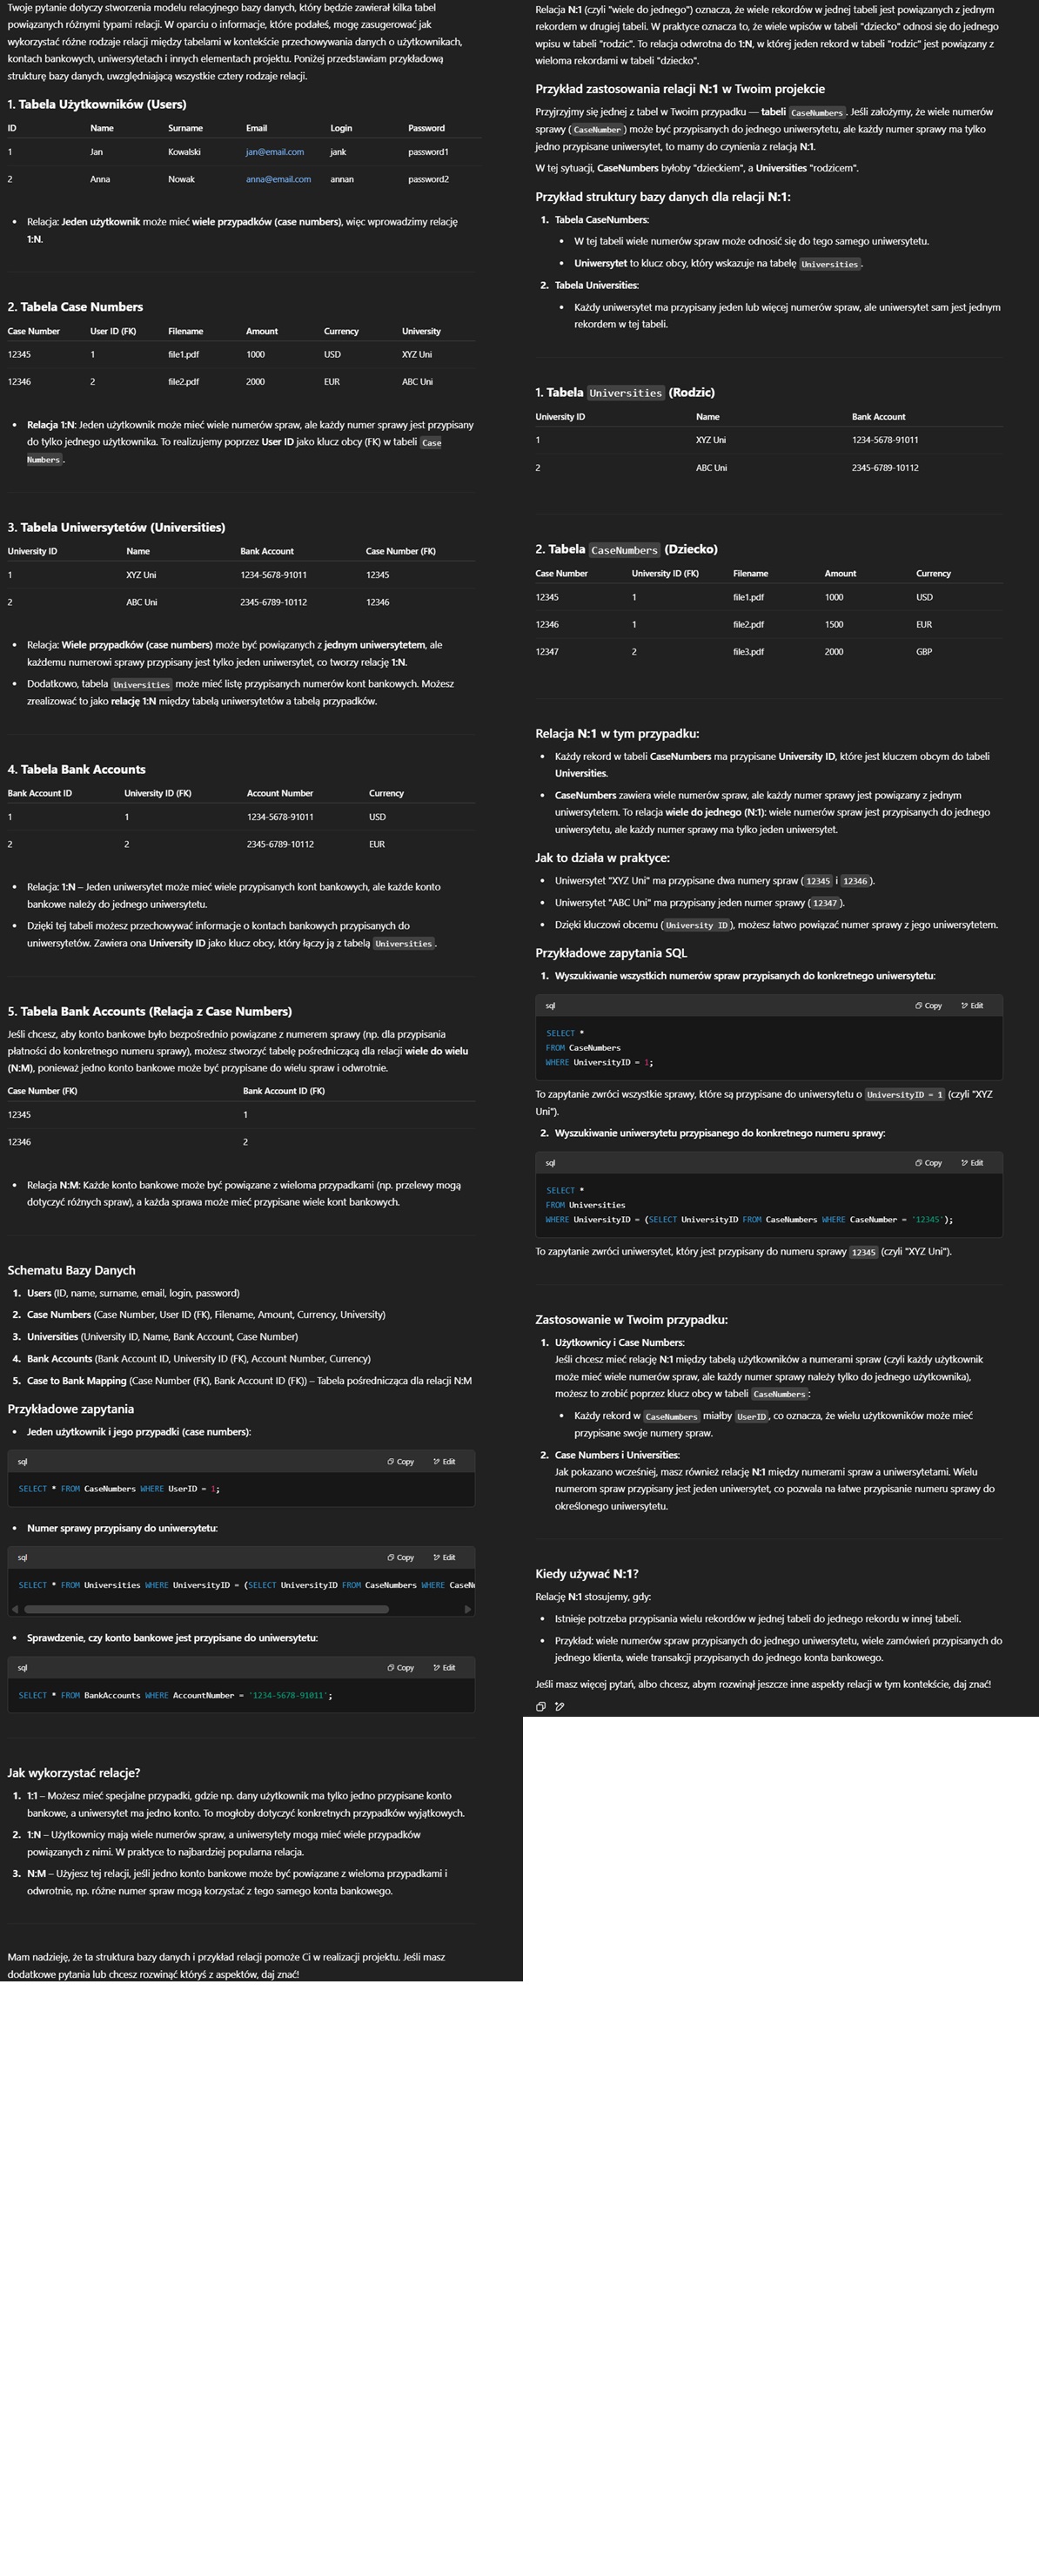 Twoje pytanie dotyczy stworzenia modelu relacyjnego bazy danych, który będzie zawierał kilka tabel
powiązanych różnymi typami relacji. W oparciu o informacje, które podałeś, mogę zasugerować jak
wykorzystać różne rodzaje relacji między tabelami w kontekście przechowywania danych o użytkownikach,
kontach bankowych, uniwersytetach i innych elementach projektu. Poniżej przedstawiam przykładową
strukturę bazy danych, uwzględniającą wszystkie cztery rodzaje relacji.
1. Tabela Użytkowników (Users)
ID Name Surname Email Login Password
1 Jan Kowalski jan@email.com jank password1
2 Anna Nowak anna@email.com annan password2
• Relacja: Jeden użytkownik może mieć wiele przypadków (case numbers), więc wprowadzimy relację
1:N.
2. Tabela Case Numbers
Case Number User ID (FK) Filename Amount Currency University
12345 1 file1.pdf 1000 USD XYZ Uni
12346 2 file2.pdf 2000 EUR ABC Uni
• Relacja 1:N: Jeden użytkownik może mieć wiele numerów spraw, ale każdy numer sprawy jest przypisany
do tylko jednego użytkownika. To realizujemy poprzez User ID jako klucz obcy (FK) w tabeli Case
Numbers.
3. Tabela Uniwersytetów (Universities)
University ID Name Bank Account Case Number (FK)
1 XYZ Uni 1234-5678-91011 12345
2 ABC Uni 2345-6789-10112 12346
• Relacja: Wiele przypadków (case numbers) może być powiązanych z jednym uniwersytetem, ale
każdemu numerowi sprawy przypisany jest tylko jeden uniwersytet, co tworzy relację 1:N.
• Dodatkowo, tabela Universities może mieć listę przypisanych numerów kont bankowych. Możesz
zrealizować to jako relację 1:N między tabelą uniwersytetów a tabelą przypadków.
4. Tabela Bank Accounts
Bank Account ID University ID (FK) Account Number Currency
1 1 1234-5678-91011 USD
2 2 2345-6789-10112 EUR
• Relacja: 1:N – Jeden uniwersytet może mieć wiele przypisanych kont bankowych, ale każde konto
bankowe należy do jednego uniwersytetu.
• Dzięki tej tabeli możesz przechowywać informacje o kontach bankowych przypisanych do
uniwersytetów. Zawiera ona University ID jako klucz obcy, który łączy ją z tabelą Universities.
5. Tabela Bank Accounts (Relacja z Case Numbers)
Jeśli chcesz, aby konto bankowe było bezpośrednio powiązane z numerem sprawy (np. dla przypisania
płatności do konkretnego numeru sprawy), możesz stworzyć tabelę pośredniczącą dla relacji wiele do wielu
(N:M), ponieważ jedno konto bankowe może być przypisane do wielu spraw i odwrotnie.
Case Number (FK) Bank Account ID (FK)
12345 1
12346 2
• Relacja N:M: Każde konto bankowe może być powiązane z wieloma przypadkami (np. przelewy mogą
dotyczyć różnych spraw), a każda sprawa może mieć przypisane wiele kont bankowych.
Schematu Bazy Danych
1. Users (ID, name, surname, email, login, password)
2. Case Numbers (Case Number, User ID (FK), Filename, Amount, Currency, University)
3. Universities (University ID, Name, Bank Account, Case Number)
4. Bank Accounts (Bank Account ID, University ID (FK), Account Number, Currency)
5. Case to Bank Mapping (Case Number (FK), Bank Account ID (FK)) – Tabela pośrednicząca dla relacji N:M
Przykładowe zapytania
• Jeden użytkownik i jego przypadki (case numbers):
sql Copy Edit
SELECT * FROM CaseNumbers WHERE UserID = 1;
• Numer sprawy przypisany do uniwersytetu:
sql Copy Edit
SELECT * FROM Universities WHERE UniversityID = (SELECT UniversityID FROM CaseNumbers WHERE CaseN
• Sprawdzenie, czy konto bankowe jest przypisane do uniwersytetu:
sql Copy Edit
SELECT * FROM BankAccounts WHERE AccountNumber = '1234-5678-91011';
Jak wykorzystać relacje?
1. 1:1 – Możesz mieć specjalne przypadki, gdzie np. dany użytkownik ma tylko jedno przypisane konto
bankowe, a uniwersytet ma jedno konto. To mogłoby dotyczyć konkretnych przypadków wyjątkowych.
2. 1:N – Użytkownicy mają wiele numerów spraw, a uniwersytety mogą mieć wiele przypadków
powiązanych z nimi. W praktyce to najbardziej popularna relacja.
3. N:M – Użyjesz tej relacji, jeśli jedno konto bankowe może być powiązane z wieloma przypadkami i
odwrotnie, np. różne numer spraw mogą korzystać z tego samego konta bankowego.
Mam nadzieję, że ta struktura bazy danych i przykład relacji pomoże Ci w realizacji projektu. Jeśli masz
dodatkowe pytania lub chcesz rozwinąć któryś z aspektów, daj znać!
Relacja N:1 (czyli "wiele do jednego") oznacza, że wiele rekordów w jednej tabeli jest powiązanych z jednym
rekordem w drugiej tabeli. W praktyce oznacza to, że wiele wpisów w tabeli "dziecko" odnosi się do jednego
wpisu w tabeli "rodzic". To relacja odwrotna do 1:N, w której jeden rekord w tabeli "rodzic" jest powiązany z
wieloma rekordami w tabeli "dziecko".
Przykład zastosowania relacji N:1 w Twoim projekcie
Przyjrzyjmy się jednej z tabel w Twoim przypadku — tabeli CaseNumbers. Jeśli założymy, że wiele numerów
sprawy (CaseNumber) może być przypisanych do jednego uniwersytetu, ale każdy numer sprawy ma tylko
jedno przypisane uniwersytet, to mamy do czynienia z relacją N:1.
W tej sytuacji, CaseNumbers byłoby "dzieckiem", a Universities "rodzicem".
Przykład struktury bazy danych dla relacji N:1:
1. Tabela CaseNumbers:
• W tej tabeli wiele numerów spraw może odnosić się do tego samego uniwersytetu.
• Uniwersytet to klucz obcy, który wskazuje na tabelę Universities.
2. Tabela Universities:
• Każdy uniwersytet ma przypisany jeden lub więcej numerów spraw, ale uniwersytet sam jest jednym
rekordem w tej tabeli.
1. Tabela Universities (Rodzic)
University ID Name Bank Account
1 XYZ Uni 1234-5678-91011
2 ABC Uni 2345-6789-10112
2. Tabela CaseNumbers (Dziecko)
Case Number University ID (FK) Filename Amount Currency
12345 1 file1.pdf 1000 USD
12346 1 file2.pdf 1500 EUR
12347 2 file3.pdf 2000 GBP
Relacja N:1 w tym przypadku:
• Każdy rekord w tabeli CaseNumbers ma przypisane University ID, które jest kluczem obcym do tabeli
Universities.
• CaseNumbers zawiera wiele numerów spraw, ale każdy numer sprawy jest powiązany z jednym
uniwersytetem. To relacja wiele do jednego (N:1): wiele numerów spraw jest przypisanych do jednego
uniwersytetu, ale każdy numer sprawy ma tylko jeden uniwersytet.
Jak to działa w praktyce:
• Uniwersytet "XYZ Uni" ma przypisane dwa numery spraw (12345 i 12346).
• Uniwersytet "ABC Uni" ma przypisany jeden numer sprawy (12347).
• Dzięki kluczowi obcemu (University ID), możesz łatwo powiązać numer sprawy z jego uniwersytetem.
Przykładowe zapytania SQL
1. Wyszukiwanie wszystkich numerów spraw przypisanych do konkretnego uniwersytetu:
sql Copy Edit
SELECT *
FROM CaseNumbers
WHERE UniversityID = 1;
To zapytanie zwróci wszystkie sprawy, które są przypisane do uniwersytetu o UniversityID = 1 (czyli "XYZ
Uni").
2. Wyszukiwanie uniwersytetu przypisanego do konkretnego numeru sprawy:
sql Copy Edit
SELECT *
FROM Universities
WHERE UniversityID = (SELECT UniversityID FROM CaseNumbers WHERE CaseNumber = '12345');
To zapytanie zwróci uniwersytet, który jest przypisany do numeru sprawy 12345 (czyli "XYZ Uni").
Zastosowanie w Twoim przypadku:
1. Użytkownicy i Case Numbers:
Jeśli chcesz mieć relację N:1 między tabelą użytkowników a numerami spraw (czyli każdy użytkownik
może mieć wiele numerów spraw, ale każdy numer sprawy należy tylko do jednego użytkownika),
możesz to zrobić poprzez klucz obcy w tabeli CaseNumbers:
• Każdy rekord w CaseNumbers miałby UserID, co oznacza, że wielu użytkowników może mieć
przypisane swoje numery spraw.
2. Case Numbers i Universities:
Jak pokazano wcześniej, masz również relację N:1 między numerami spraw a uniwersytetami. Wielu
numerom spraw przypisany jest jeden uniwersytet, co pozwala na łatwe przypisanie numeru sprawy do
określonego uniwersytetu.
Kiedy używać N:1?
Relację N:1 stosujemy, gdy:
• Istnieje potrzeba przypisania wielu rekordów w jednej tabeli do jednego rekordu w innej tabeli.
• Przykład: wiele numerów spraw przypisanych do jednego uniwersytetu, wiele zamówień przypisanych do
jednego klienta, wiele transakcji przypisanych do jednego konta bankowego.
Jeśli masz więcej pytań, albo chcesz, abym rozwinął jeszcze inne aspekty relacji w tym kontekście, daj znać!